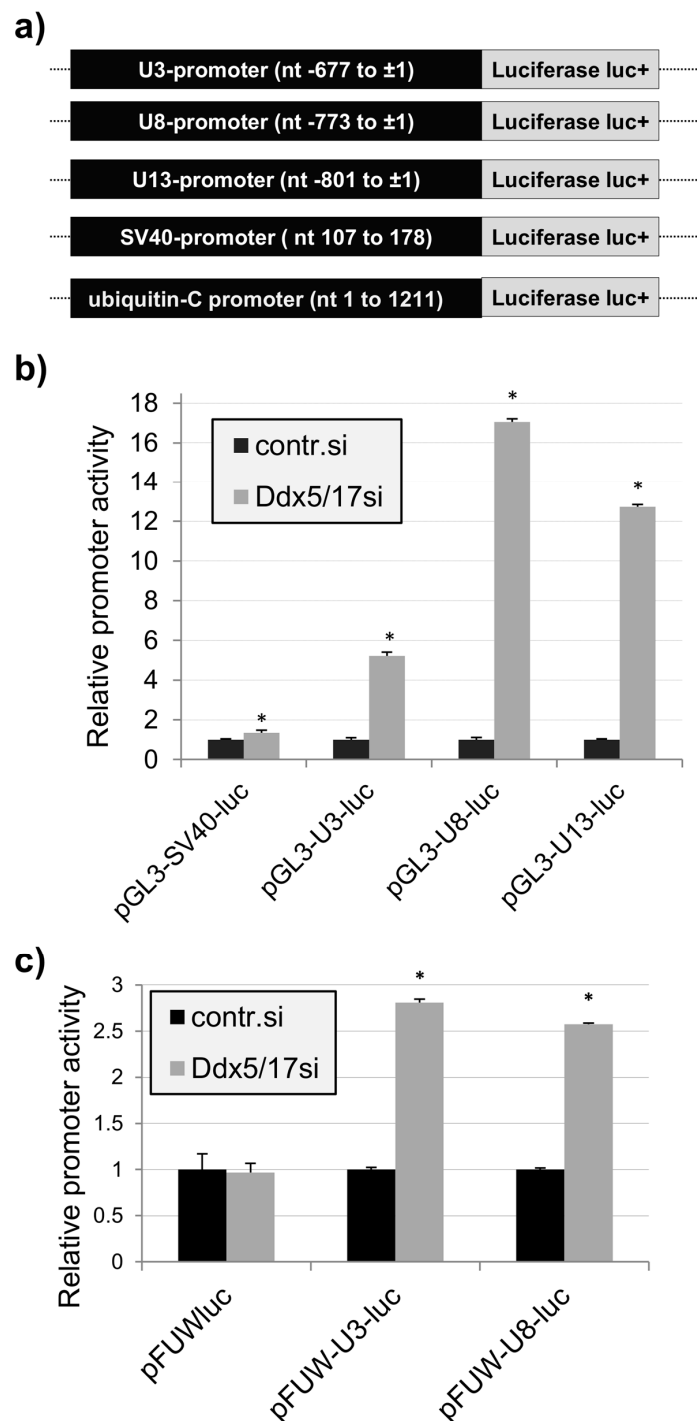 a)
U3-promoter (nt -677 to ±1) Luciferase luc+
U8-promoter (nt -773 to ±1) Luciferase luc+
U13-promoter (nt -801 to ±1) Luciferase luc+
SV40-promoter ( nt 107 to 178) Luciferase luc+
ubiquitin-C promoter (nt 1 to 1211) Luciferase luc+
b)
Relative promoter activity
18
16
14
12
10
8
6
4
2
0
contr.si
Ddx5/17si
*
*
*
*
pGL3-SV40-luc
pGL3-U3-luc
pGL3-U8-luc
pGL3-U13-luc
c)
Relative promoter activity
3
2.5
2
1.5
1
0.5
0
contr.si
Ddx5/17si
*
*
pFUWluc
pFUW-U3-luc
pFUW-U8-luc